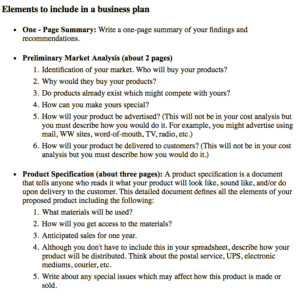 Elements to include in a business plan
• One - Page Summary: Write a one-page summary of your findings and
recommendations.
• Preliminary Market Analysis (about 2 pages)
1. Identification of your market. Who will buy your products?
2. Why would they buy your products?
3. Do products already exist which might compete with yours?
4. How can you make yours special?
5. How will your product be advertised? (This will not be in your cost analysis but
you must describe how you would do it. For example, you might advertise using
mail, WW sites, word-of-mouth, TV, radio, etc.)
6. How will your product be delivered to customers? (This will not be in your cost
analysis but you must describe how you would do it.)
• Product Specification (about three pages): A product specification is a document
that tells anyone who reads it what your product will look like, sound like, and/or do
upon delivery to the customer. This detailed document defines all the elements of your
proposed product including the following:
1. What materials will be used?
2. How will you get access to the materials?
3. Anticipated sales for one year.
4. Although you don't have to include this in your spreadsheet, describe how your
product will be distributed. Think about the postal service, UPS, electronic
mediums, courier, etc.
5. Write about any special issues which may affect how this product is made or
sold.